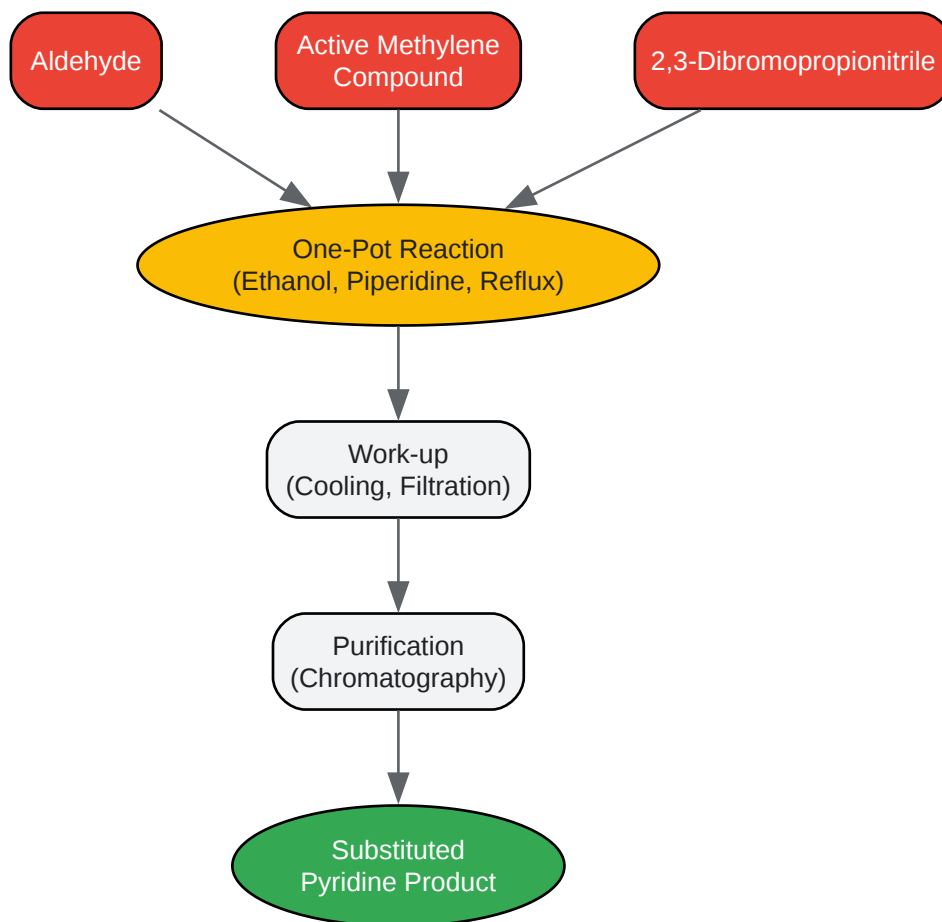 Aldehyde
Active Methylene
Compound
2,3-Dibromopropionitrile
One-Pot Reaction
(Ethanol, Piperidine, Reflux)
Work-up
(Cooling, Filtration)
Purification
(Chromatography)
Substituted
Pyridine Product